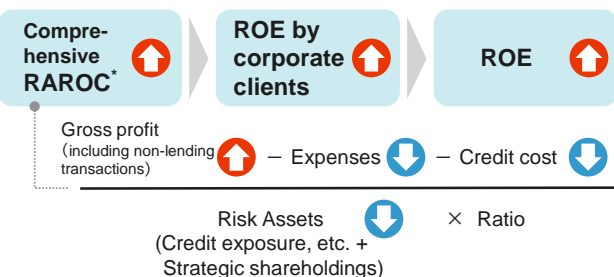 Compre-
hensive
RAROC*
ROE by
corporate
clients
ROE
Gross profit
（including non-lending
transactions）
－ Expenses
－ Credit cost
Risk Assets
× Ratio
(Credit exposure, etc. +
Strategic shareholdings)